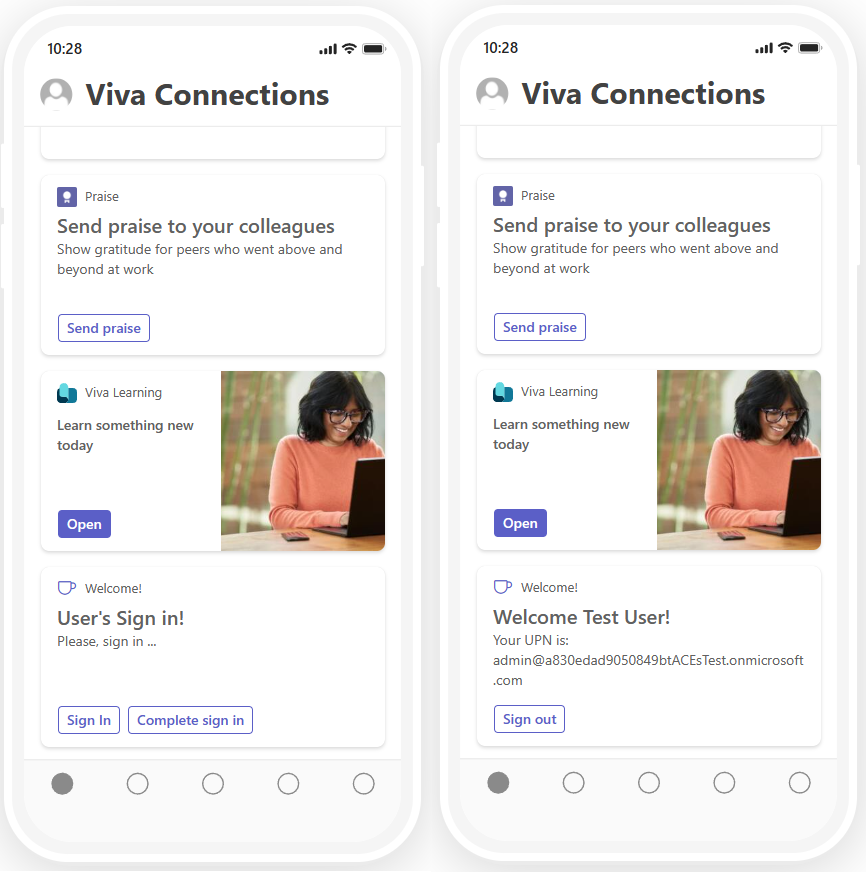 10:28
Viva Connections
Praise
Send praise to your colleagues
Show gratitude for peers who went above and
beyond at work
Send praise
Viva Learning
Learn something new
today
Open
Welcome!
User's Sign in!
Please, sign in ...
Sign In
Complete sign in
10:28
Viva Connections
Praise
Send praise to your colleagues
Show gratitude for peers who went above and
beyond at work
Send praise
Viva Learning
Learn something new
today
Open
Welcome!
Welcome Test User!
Your UPN is:
admin@a830edad9050849btACEsTest.onmicrosoft
.com
Sign out